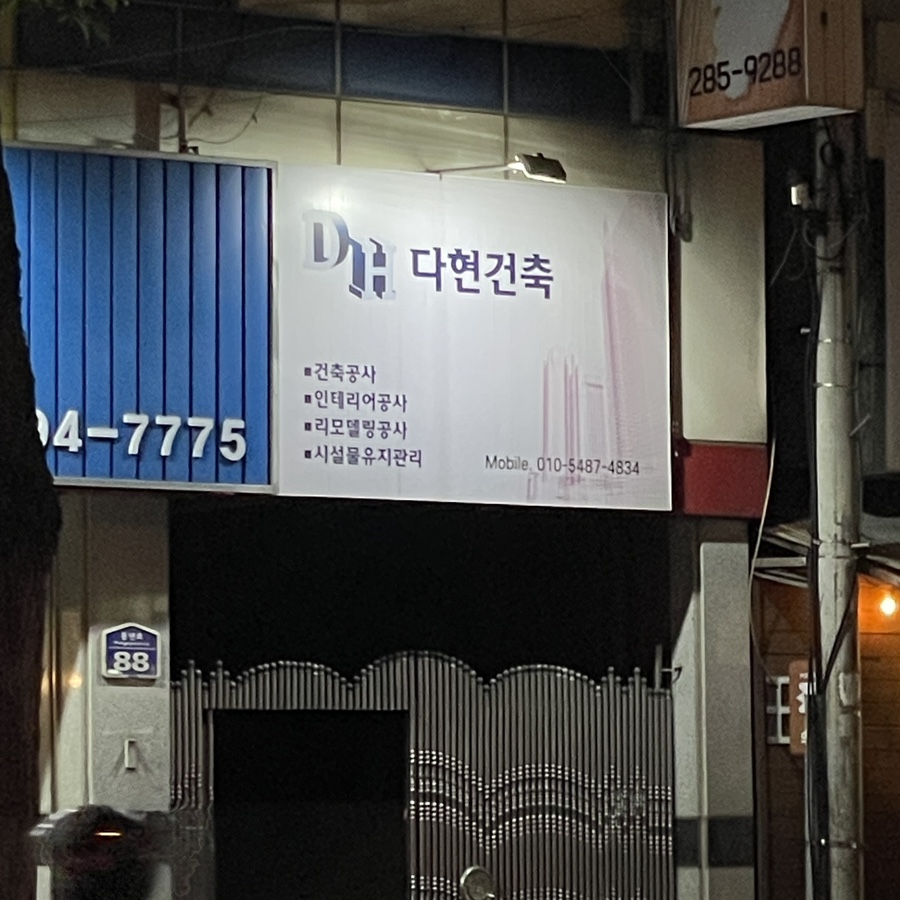 285-9288
DH 다현건축
건축공사
인테리어공사
리모델링공사
시설물유지관리
Mobile. 010-5487-4834
94-7775
88